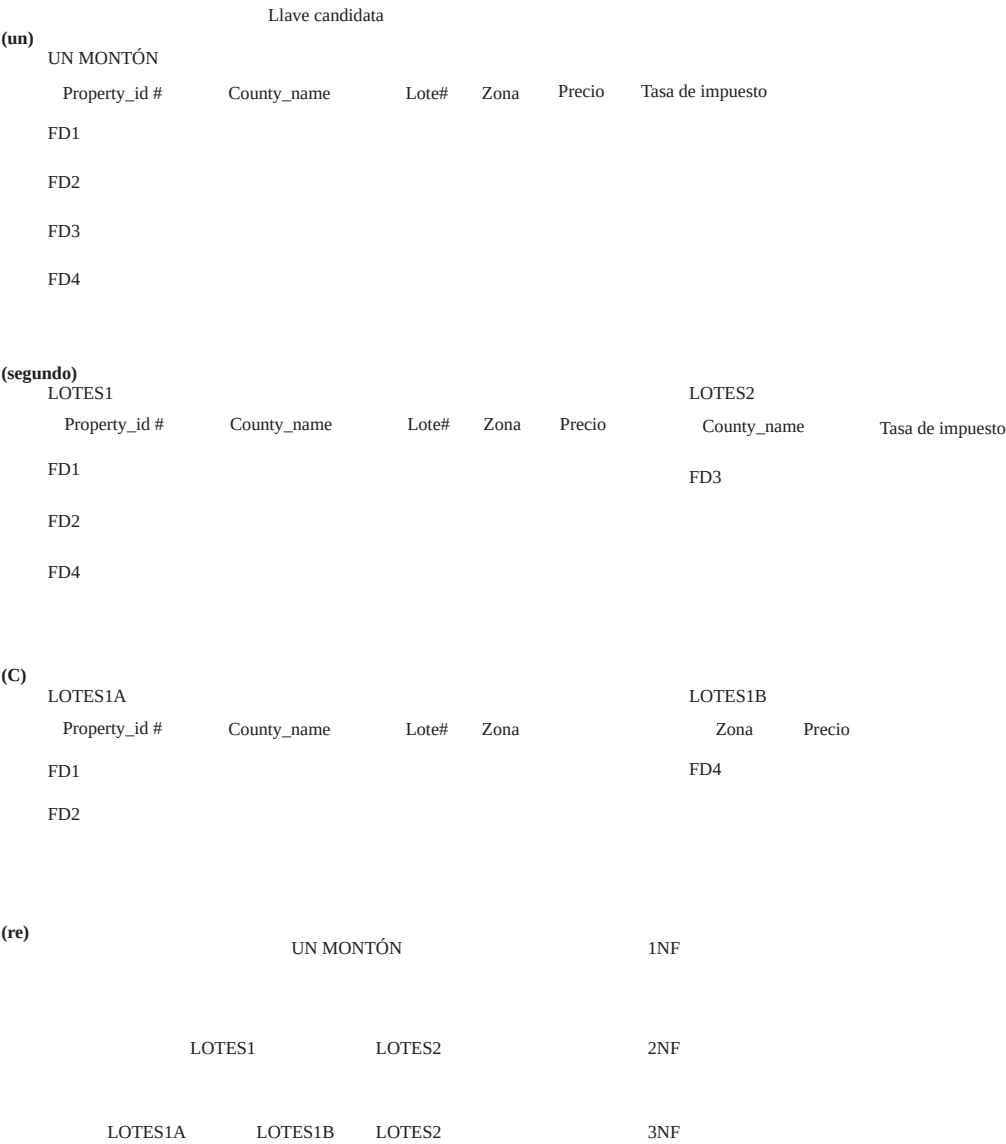 Llave candidata
(un)
UN MONTÓN
Property_id # County_name Lote# Zona Precio Tasa de impuesto
FD1
FD2
FD3
FD4
(segundo)
LOTES1 LOTES2
Property_id # County_name Lote# Zona Precio County_name Tasa de impuesto
FD1
FD3
FD2
FD4
(C)
LOTES1A LOTES1B
Property_id # County_name Lote# Zona Zona Precio
FD1 FD4
FD2
(re)
UN MONTÓN 1NF
LOTES1 LOTES2 2NF
LOTES1A LOTES1B LOTES2 3NF